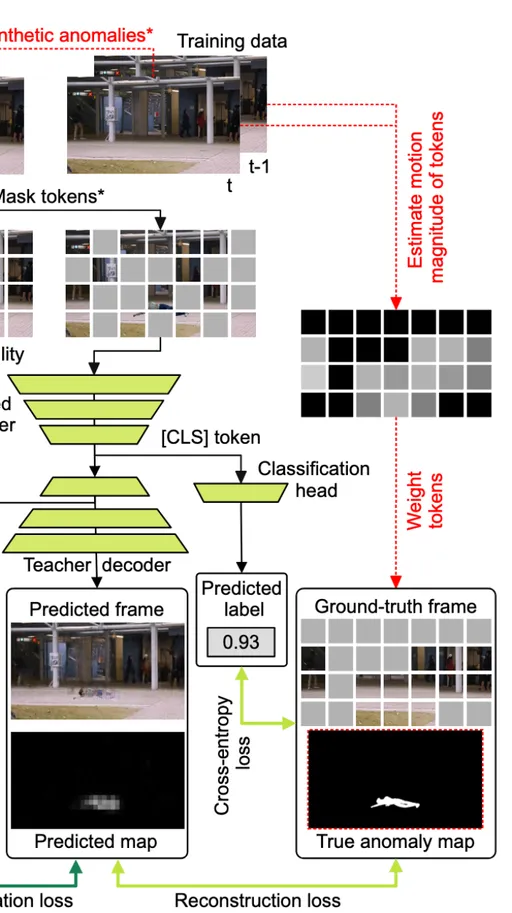 nthetic anomalies*
Training data
t-1
t
Mask tokens*
Estimate motion
magnitude of tokens
lity
ed
er
[CLS] token
Classification
head
Weight
tokens
Teacher decoder
Predicted frame
Predicted
label
0.93
Ground-truth frame
Cross-entropy
loss
Predicted map
True anomaly map
ation loss
Reconstruction loss